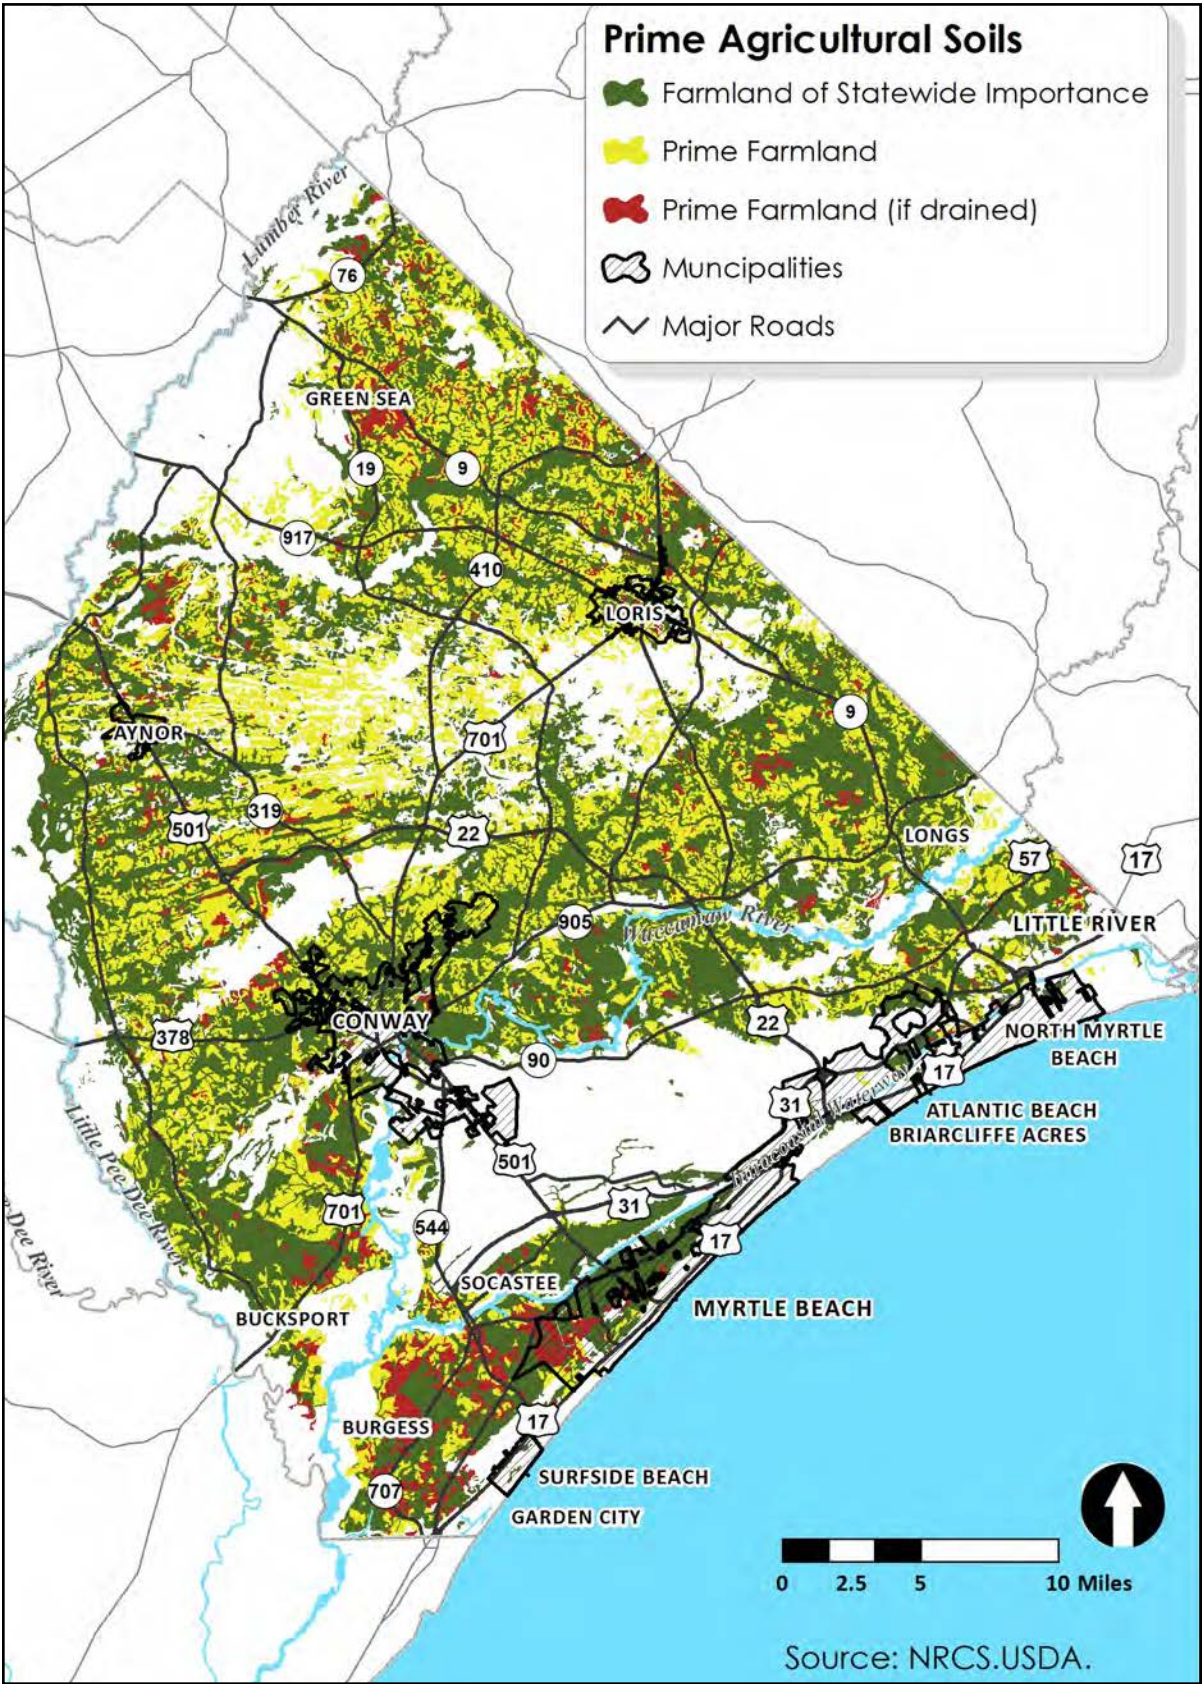 Prime Agricultural Soils
Farmland of Statewide Importance
Prime Farmland
Prime Farmland (if drained)
Muncipalities
Major Roads
Lumber River
76
GREEN SEA
19
9
917
410
LORIS
9
701
AYNOR
319
501
22
LONGS
57
17
905
Waccamaw River
LITTLE RIVER
CONWAY
378
22
NORTH MYRTLE
BEACH
90
17
31
Intracoastal Waterway
ATLANTIC BEACH
BRIARCLIFFE ACRES
501
Little Pee Dee River
701
31
544
17
Dee River
SOCASTEE
MYRTLE BEACH
BUCKSPORT
17
BURGESS
SURFSIDE BEACH
707
GARDEN CITY
0 2.5 5 10 Miles
Source: NRCS.USDA.